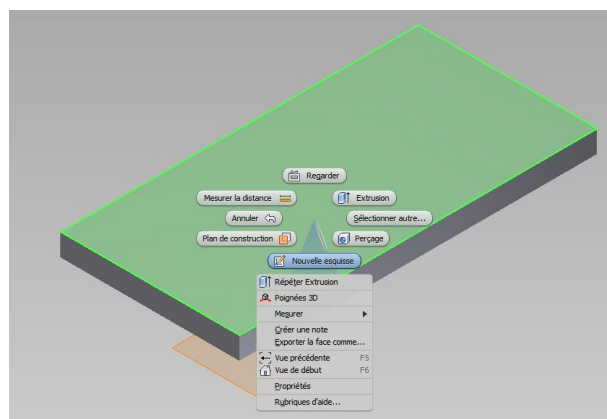 Regarder
Mesurer la distance
Extrusion
Annuler
Sélectionner autre...
Plan de construction
Perçage
Nouvelle esquisse
Répéter Extrusion
Poignées 3D
Mesurer
Créer une note
Exporter la face comme...
Vue précédente F5
Vue de début F6
Propriétés
Rubriques d'aide...